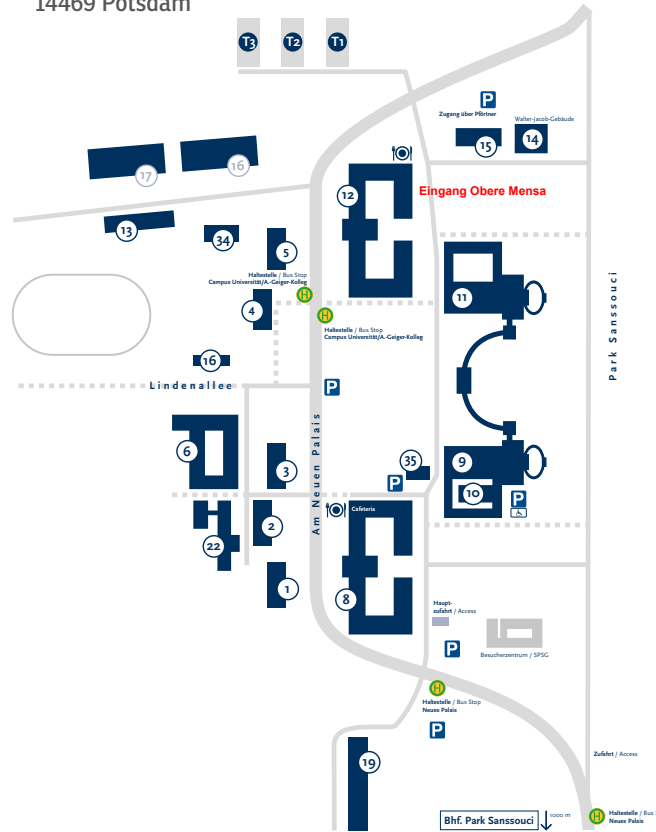 14469 Potsdam
T3
T2
T1
P
Zugang über Pförtner
Walter-Jacob-Gebäude
15
14
17
16
12
Eingang Obere Mensa
13
34
5
Haltestelle / Bus Stop
Campus Universität/A.-Geiger-Kolleg
H
4
H
Haltestelle / Bus Stop
Campus Universität/A.-Geiger-Kolleg
11
Park Sanssouci
16
Lindenallee
P
Am Neuen Palais
6
3
35
P
9
10
P
2
Cafeteria
22
1
8
Haupt-
zufahrt / Access
P
Besucherzentrum / SPSG
H
Haltestelle / Bus Stop
Neues Palais
P
19
Zufahrt / Access
Bhf. Park Sanssouci
1000 m
H
Haltestelle / Bus S
Neues Palais